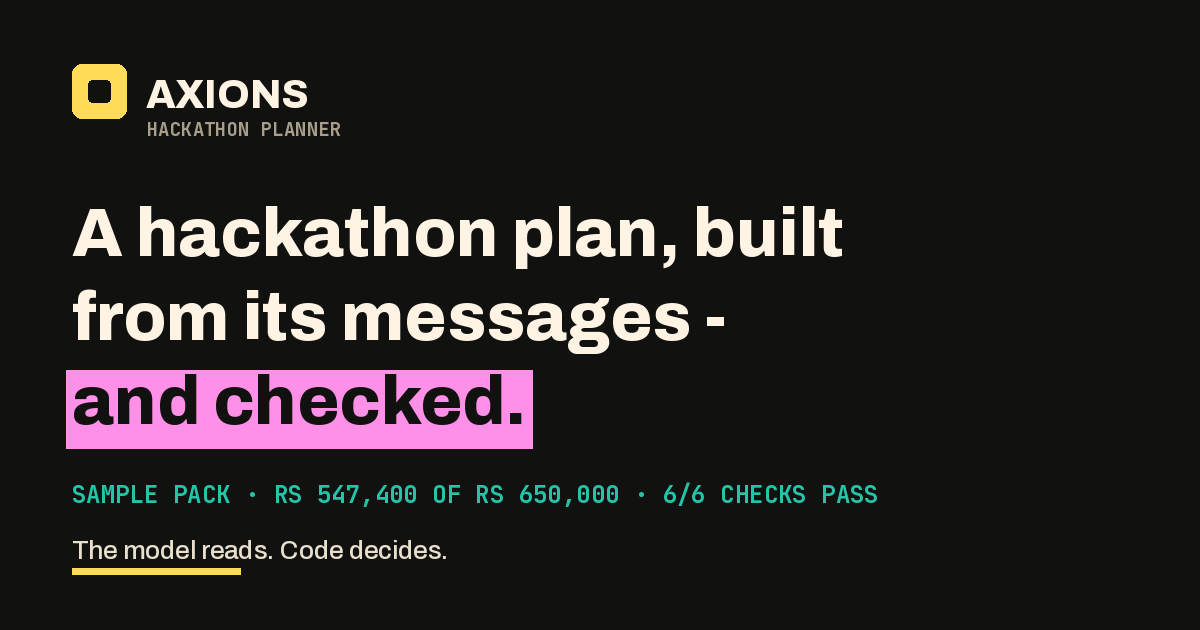 AXIONS
HACKATHON PLANNER
A hackathon plan, built
from its messages -
and checked.
SAMPLE PACK · RS 547,400 OF RS 650,000 · 6/6 CHECKS PASS
The model reads. Code decides.